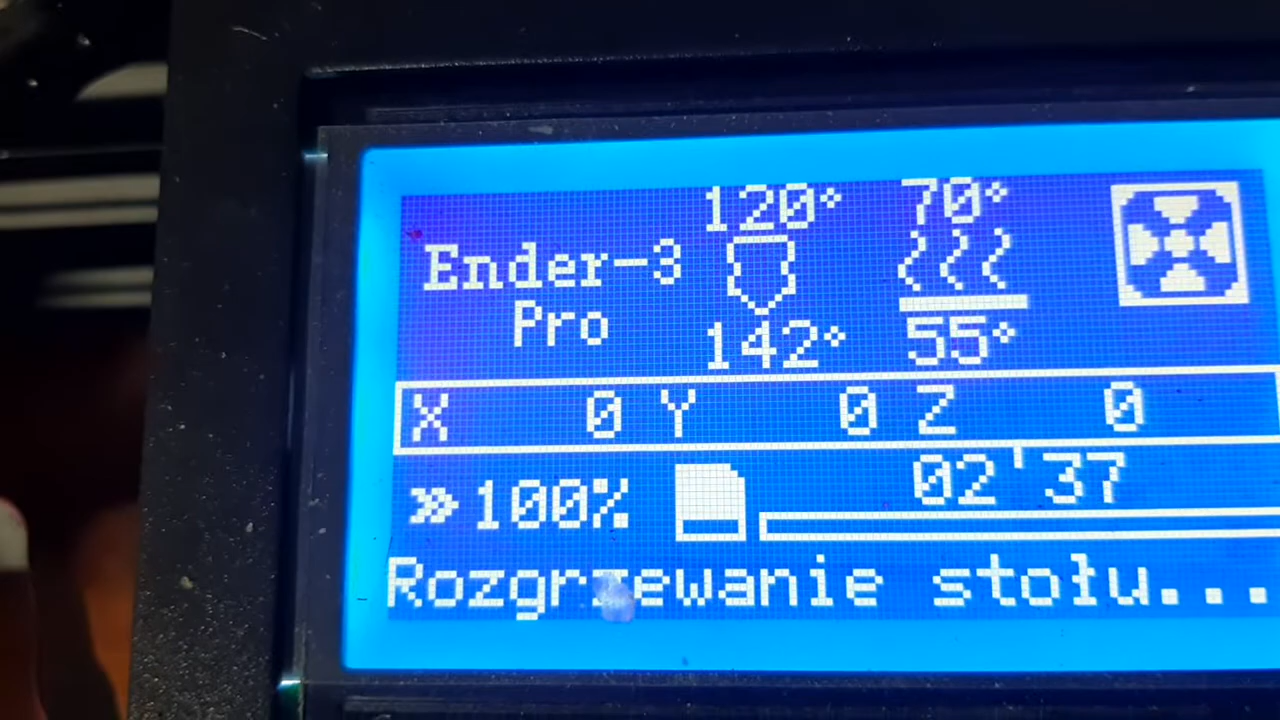 120° 70°
Ender-3
Pro
142° 55°
X 0 Y 0 Z 0
»100% 02'37
Rozgrzewanie stołu...